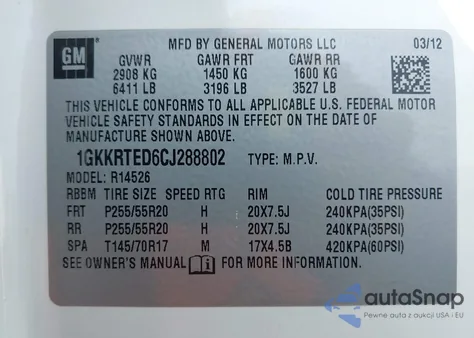 GM
MFD BY GENERAL MOTORS LLC 03/12
GVWR GAWR FRT GAWR RR
2908 KG 1450 KG 1600 KG
6411 LB 3196 LB 3527 LB
THIS VEHICLE CONFORMS TO ALL APPLICABLE U.S. FEDERAL MOTOR
VEHICLE SAFETY STANDARDS IN EFFECT ON THE DATE OF
MANUFACTURE SHOWN ABOVE.
1GKKRTED6CJ288802 TYPE: M.P.V.
MODEL: R14526
RBBM TIRE SIZE SPEED RTG RIM COLD TIRE PRESSURE
FRT P255/55R20 H 20X7.5J 240KPA(35PSI)
RR P255/55R20 H 20X7.5J 240KPA(35PSI)
SPA T145/70R17 M 17X4.5B 420KPA(60PSI)
SEE OWNER'S MANUAL FOR MORE INFORMATION.
autoSnap
Pewne auta z aukcji USA i EU